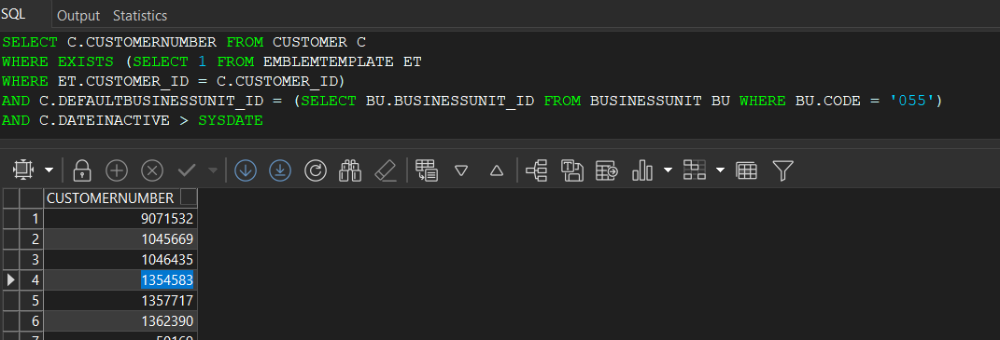 SQL Output Statistics
SELECT C.CUSTOMERNUMBER FROM CUSTOMER C
WHERE EXISTS (SELECT 1 FROM EMBLEMTEMPLATE ET
WHERE ET.CUSTOMER_ID = C.CUSTOMER_ID)
AND C.DEFAULTBUSINESSUNIT_ID = (SELECT BU.BUSINESSUNIT_ID FROM BUSINESSUNIT BU WHERE BU.CODE = '055')
AND C.DATEINACTIVE > SYSDATE
CUSTOMERNUMBER
1 9071532
2 1045669
3 1046435
4 1354583
5 1357717
6 1362390